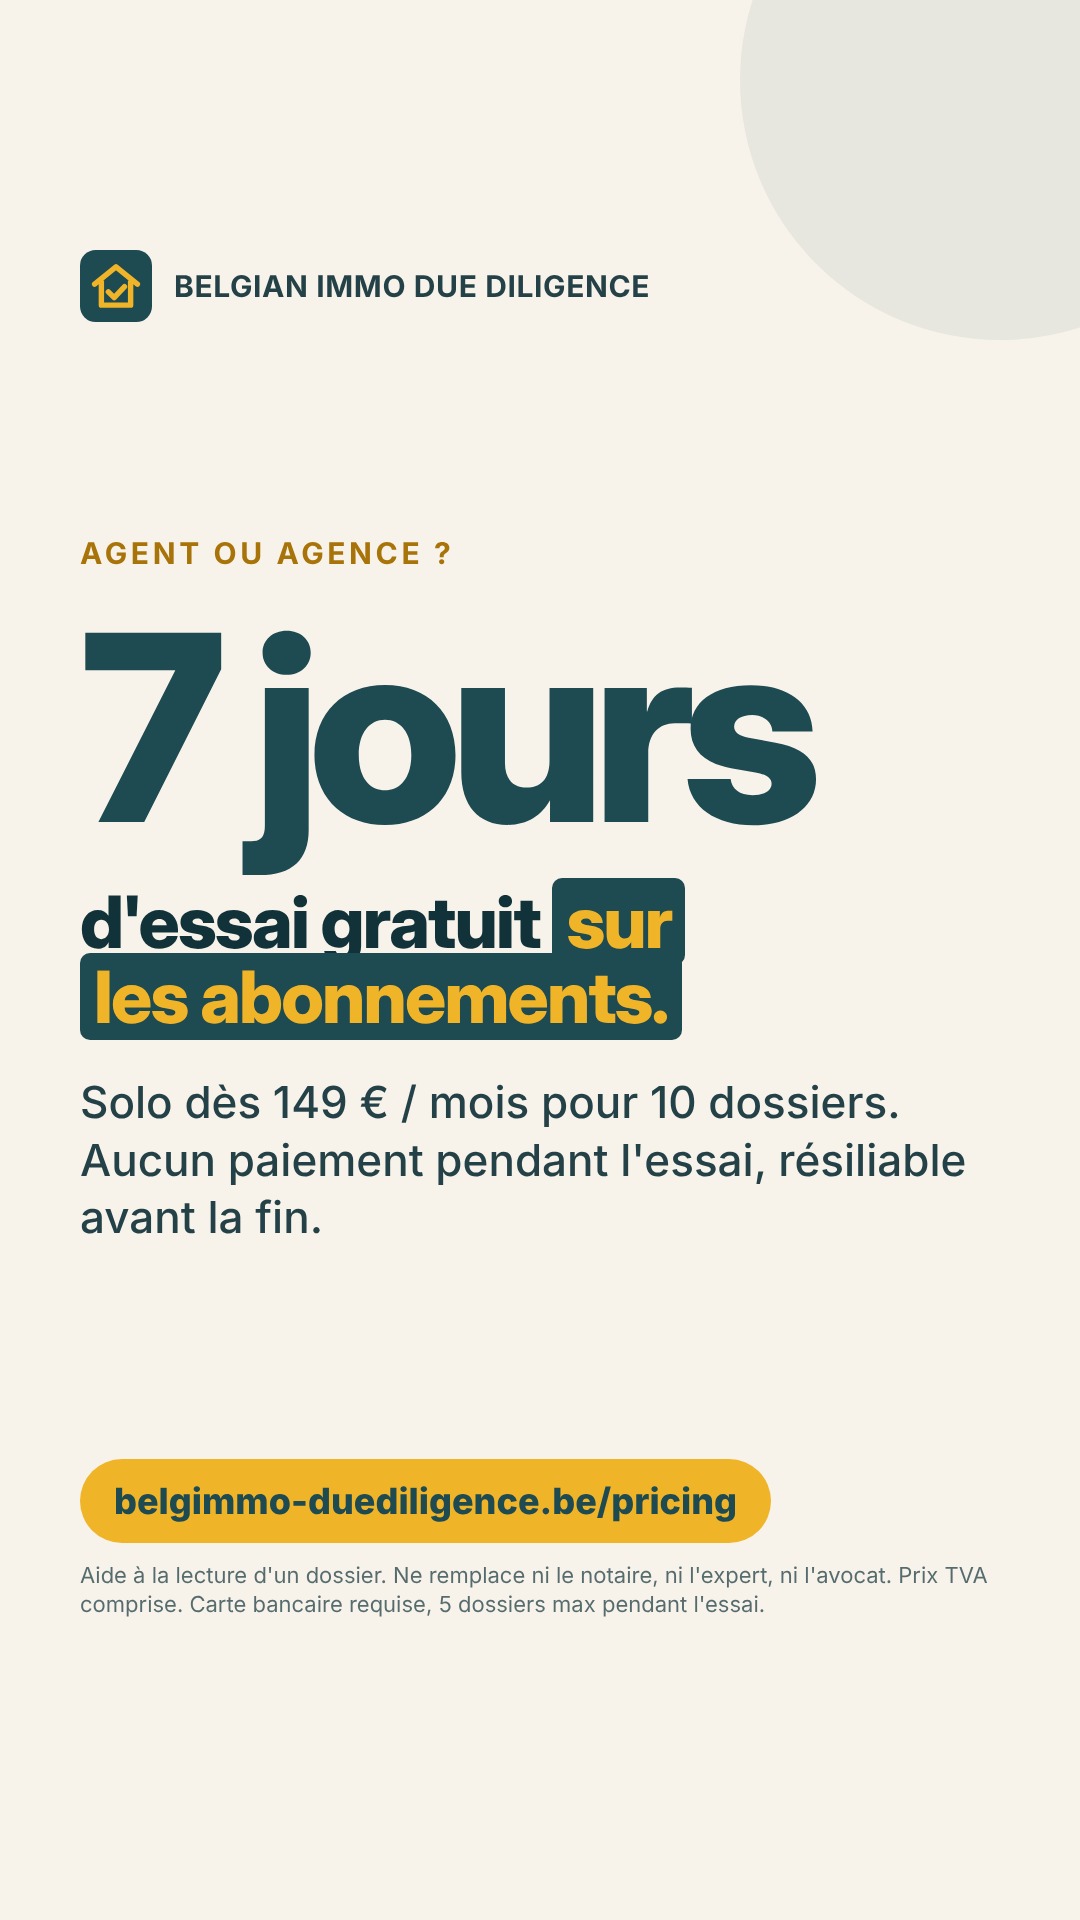 BELGIAN IMMO DUE DILIGENCE
AGENT OU AGENCE ?
7 jours
d'essai gratuit sur
les abonnements.
Solo dès 149 € / mois pour 10 dossiers.
Aucun paiement pendant l'essai, résiliable
avant la fin.
belgimmo-duediligence.be/pricing
Aide à la lecture d'un dossier. Ne remplace ni le notaire, ni l'expert, ni l'avocat. Prix TVA
comprise. Carte bancaire requise, 5 dossiers max pendant l'essai.